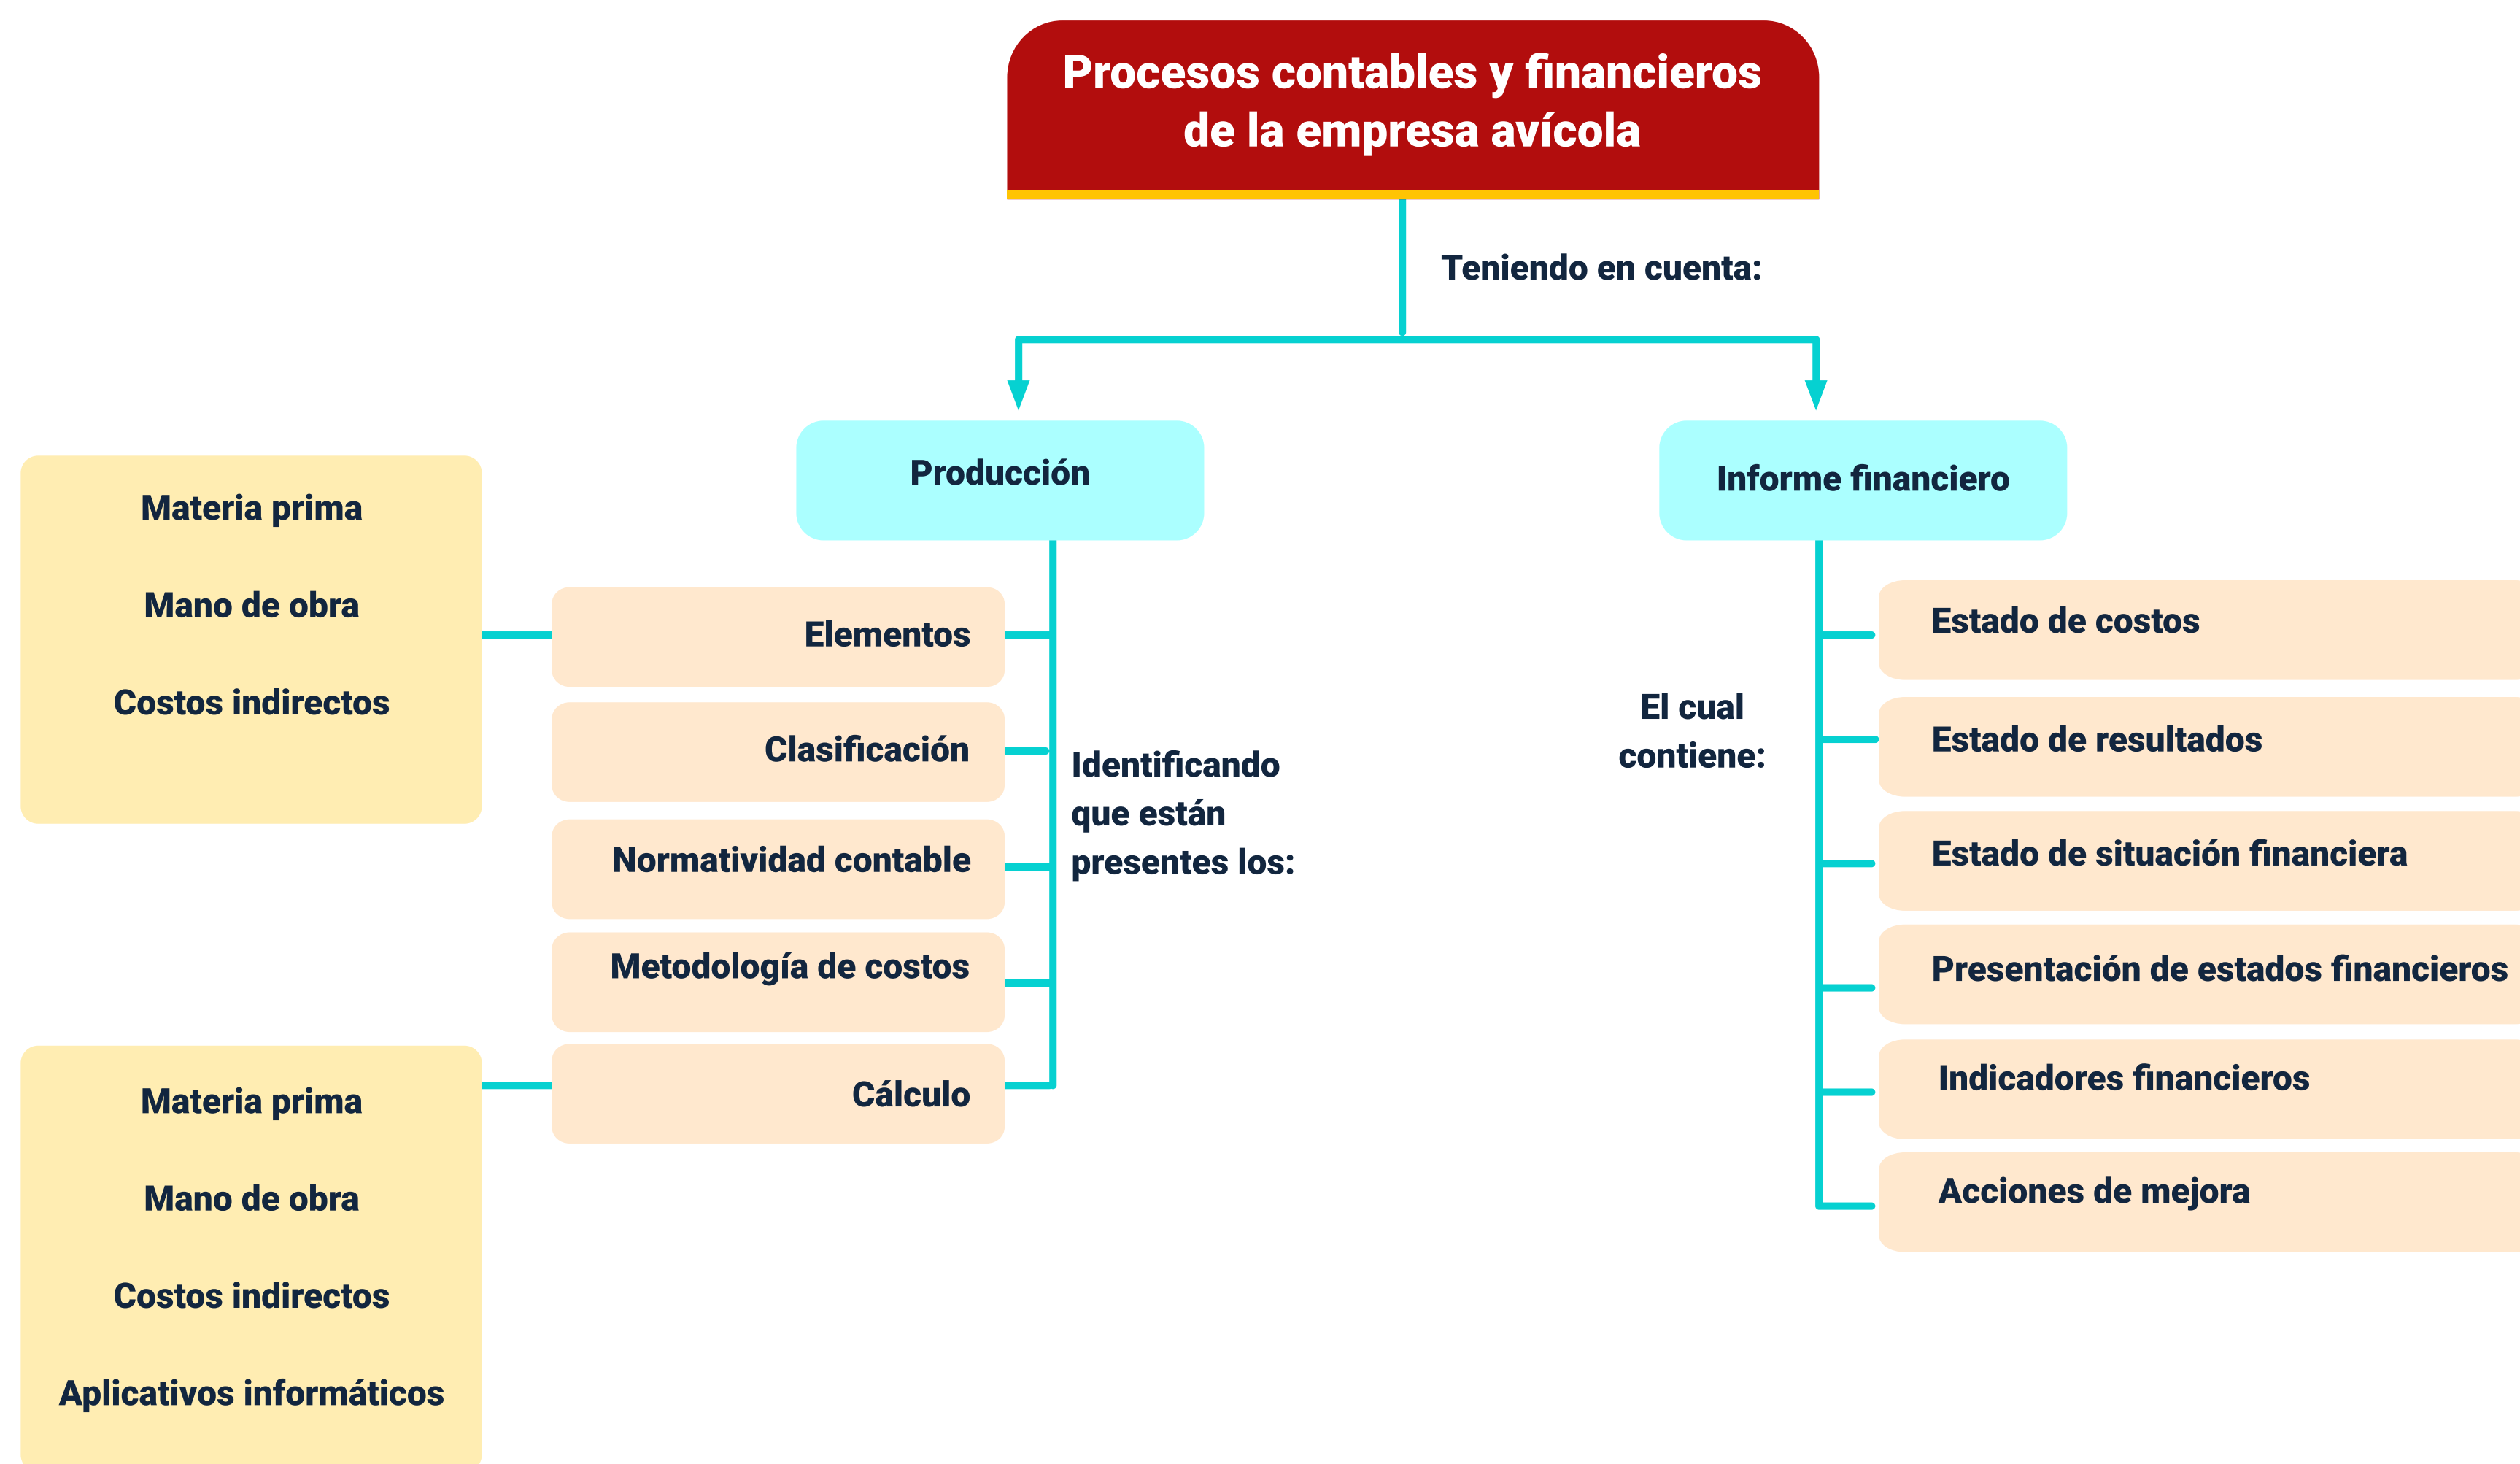 Procesos contables y financieros
de la empresa avícola
Teniendo en cuenta:
Producción
Informe financiero
Materia prima
Mano de obra
Costos indirectos
Elementos
Clasificación
Normatividad contable
Metodología de costos
Cálculo
Identificando
que están
presentes los:
Materia prima
Mano de obra
Costos indirectos
Aplicativos informáticos
El cual
contiene:
Estado de costos
Estado de resultados
Estado de situación financiera
Presentación de estados financieros
Indicadores financieros
Acciones de mejora